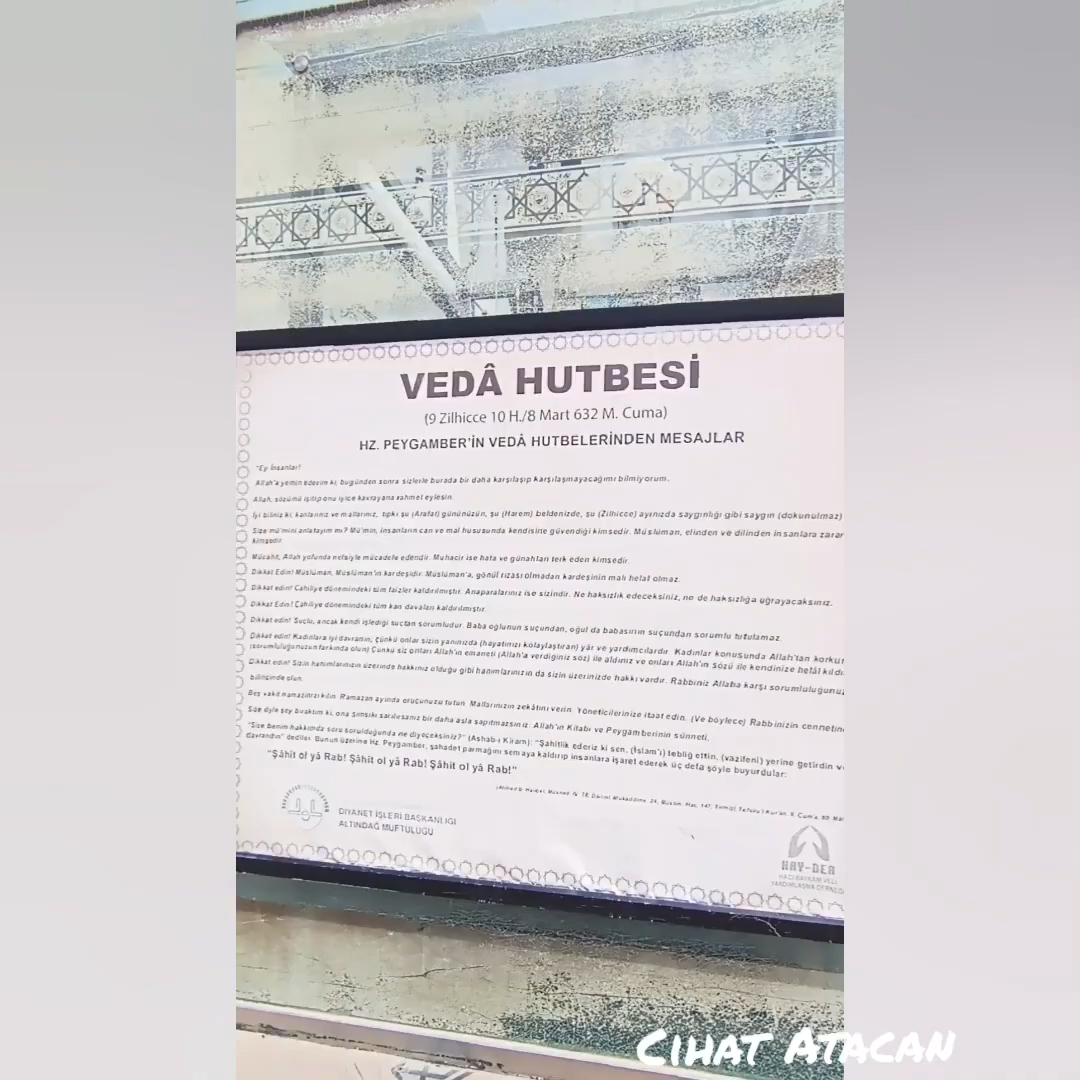 VEDÂ HUTBESİ
(9 Zilhicce 10 H./8 Mart 632 M. Cuma)
HZ. PEYGAMBER'İN VEDÂ HUTBELERİNDEN MESAJLAR
"Ey İnsanlar!
Allah'a yemin ederim ki, bugünden sonra sizlerle burada bir daha karşılaşıp karşılaşmayacağımı bilmiyorum.
Allah, sözümü işitip onu iyice kavrayana rahmet eylesin.
İyi biliniz ki, kanlarınız ve mallarınız, tıpkı şu (Arafat) gününüzün, şu (Harem) beldenizde, şu (Zilhicce) ayınızda saygınlığı gibi saygın (dokunulmaz)
Size mü'mini anlatayım mı? Mü'min, insanların can ve mal hususunda kendisine güvendiği kimsedir. Müslüman, elinden ve dilinden insanlara zarar
kimsedir.
Mücahit, Allah yolunda nefsiyle mücadele edendir. Muhacir ise hata ve günahları terk eden kimsedir.
Dikkat Edin! Müslüman, Müslüman'ın kardeşidir. Müslüman'a, gönül rızası olmadan kardeşinin malı helal olmaz.
Dikkat edin! Cahiliye dönemindeki tüm faizler kaldırılmıştır. Anaparalarınız ise sizindir. Ne haksızlık edeceksiniz, ne de haksızlığa uğrayacaksınız.
Dikkat Edin! Cahiliye dönemindeki tüm kan davaları kaldırılmıştır.
Dikkat edin! Suçlu, ancak kendi işlediği suçtan sorumludur. Baba oğlunun suçundan, oğul da babasının suçundan sorumlu tutulamaz.
Dikkat edin! Kadınlara iyi davranın, çünkü onlar sizin yanınızda (hayatınızı kolaylaştıran) yâr ve yardımcılardır. Kadınlar konusunda Allah'tan korkun
(sorumluluğunuzun farkında olun) Çünkü siz onları Allah'ın emaneti (Allah'a verdiğiniz söz) ile aldınız ve onları Allah'ın sözü ile kendinize helâl kıldı
Dikkat edin! Sizin hanımlarınızın üzerinde hakkınız olduğu gibi hanımlarınızın da sizin üzerinizde hakkı vardır. Rabbiniz Allaha karşı sorumluluğunuz
bilincinde olun.
Beş vakit namazınızı kılın. Ramazan ayında orucunuzu tutun. Mallarınızın zekâtını verin. Yöneticilerinize itaat edin. (Ve böylece) Rabbinizin cennetine
Size öyle şey bıraktım ki, ona sımsıkı sarılırsanız bir daha asla sapıtmazsınız: Allah'ın Kitabı ve Peygamberinin sünneti.
"Size benim hakkımda soru sorulduğunda ne diyeceksiniz?" (Ashab-ı Kiram): "Şahitlik ederiz ki sen, (İslam'ı) tebliğ ettin, (vazifeni) yerine getirdin ve
davrandın" dediler. Bunun üzerine Hz. Peygamber, şahadet parmağını semaya kaldırıp insanlara işaret ederek üç defa şöyle buyurdular:
"Şâhit ol yâ Rab! Şâhit ol yâ Rab! Şâhit ol yâ Rab!"
DİYANET İŞLERİ BAŞKANLIĞI
ALTINDAĞ MÜFTÜLÜĞÜ
HAY-DER
HACI BAYRAM VELİ
YARDIMLAŞMA DERNEĞİ
CIHAT ATACAN